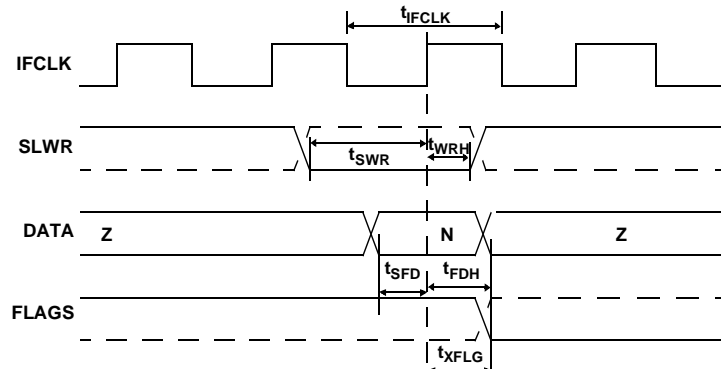 tIFCLK
IFCLK
SLWR
tSWR
tWRH
DATA
Z
N
Z
tSFD
tFDH
FLAGS
tXFLG